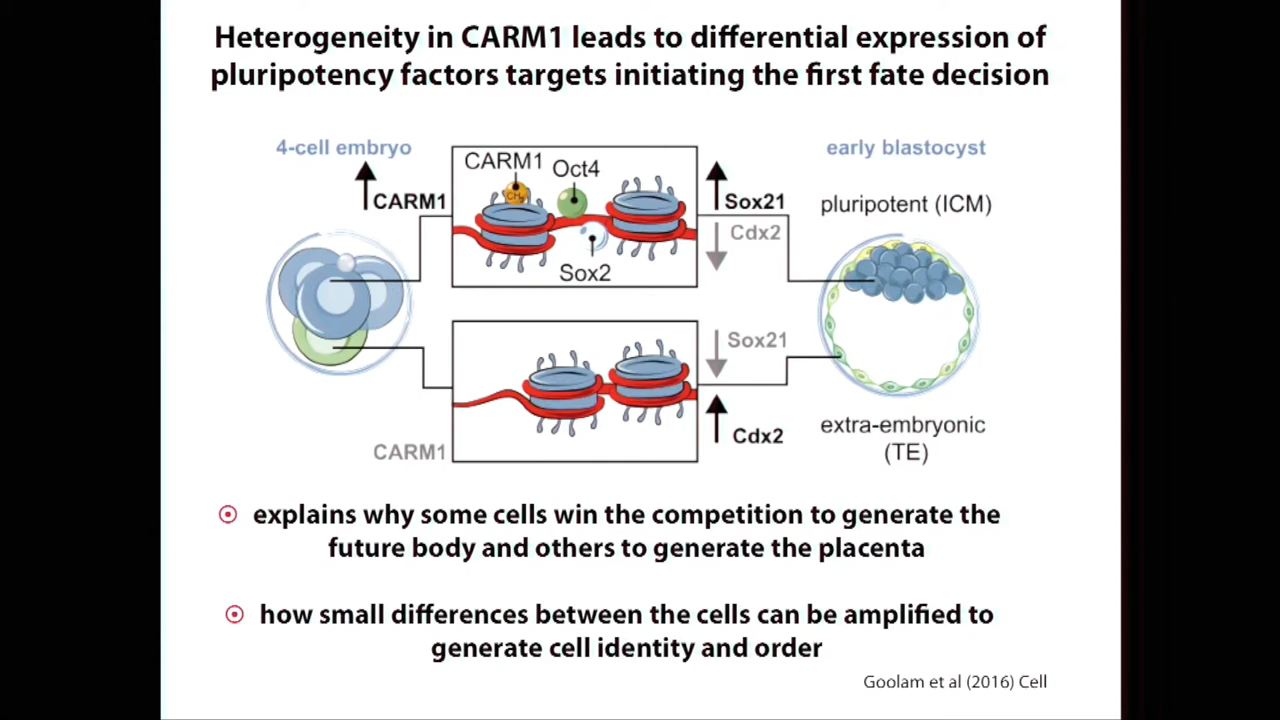 Heterogeneity in CARM1 leads to differential expression of
pluripotency factors targets initiating the first fate decision
4-cell embryo
CARM1
CARM1
Oct4
CH3
Sox2
Sox21
Cdx2
early blastocyst
pluripotent (ICM)
CARM1
Sox21
Cdx2
extra-embryonic
(TE)
explains why some cells win the competition to generate the
future body and others to generate the placenta
how small differences between the cells can be amplified to
generate cell identity and order
Goolam et al (2016) Cell